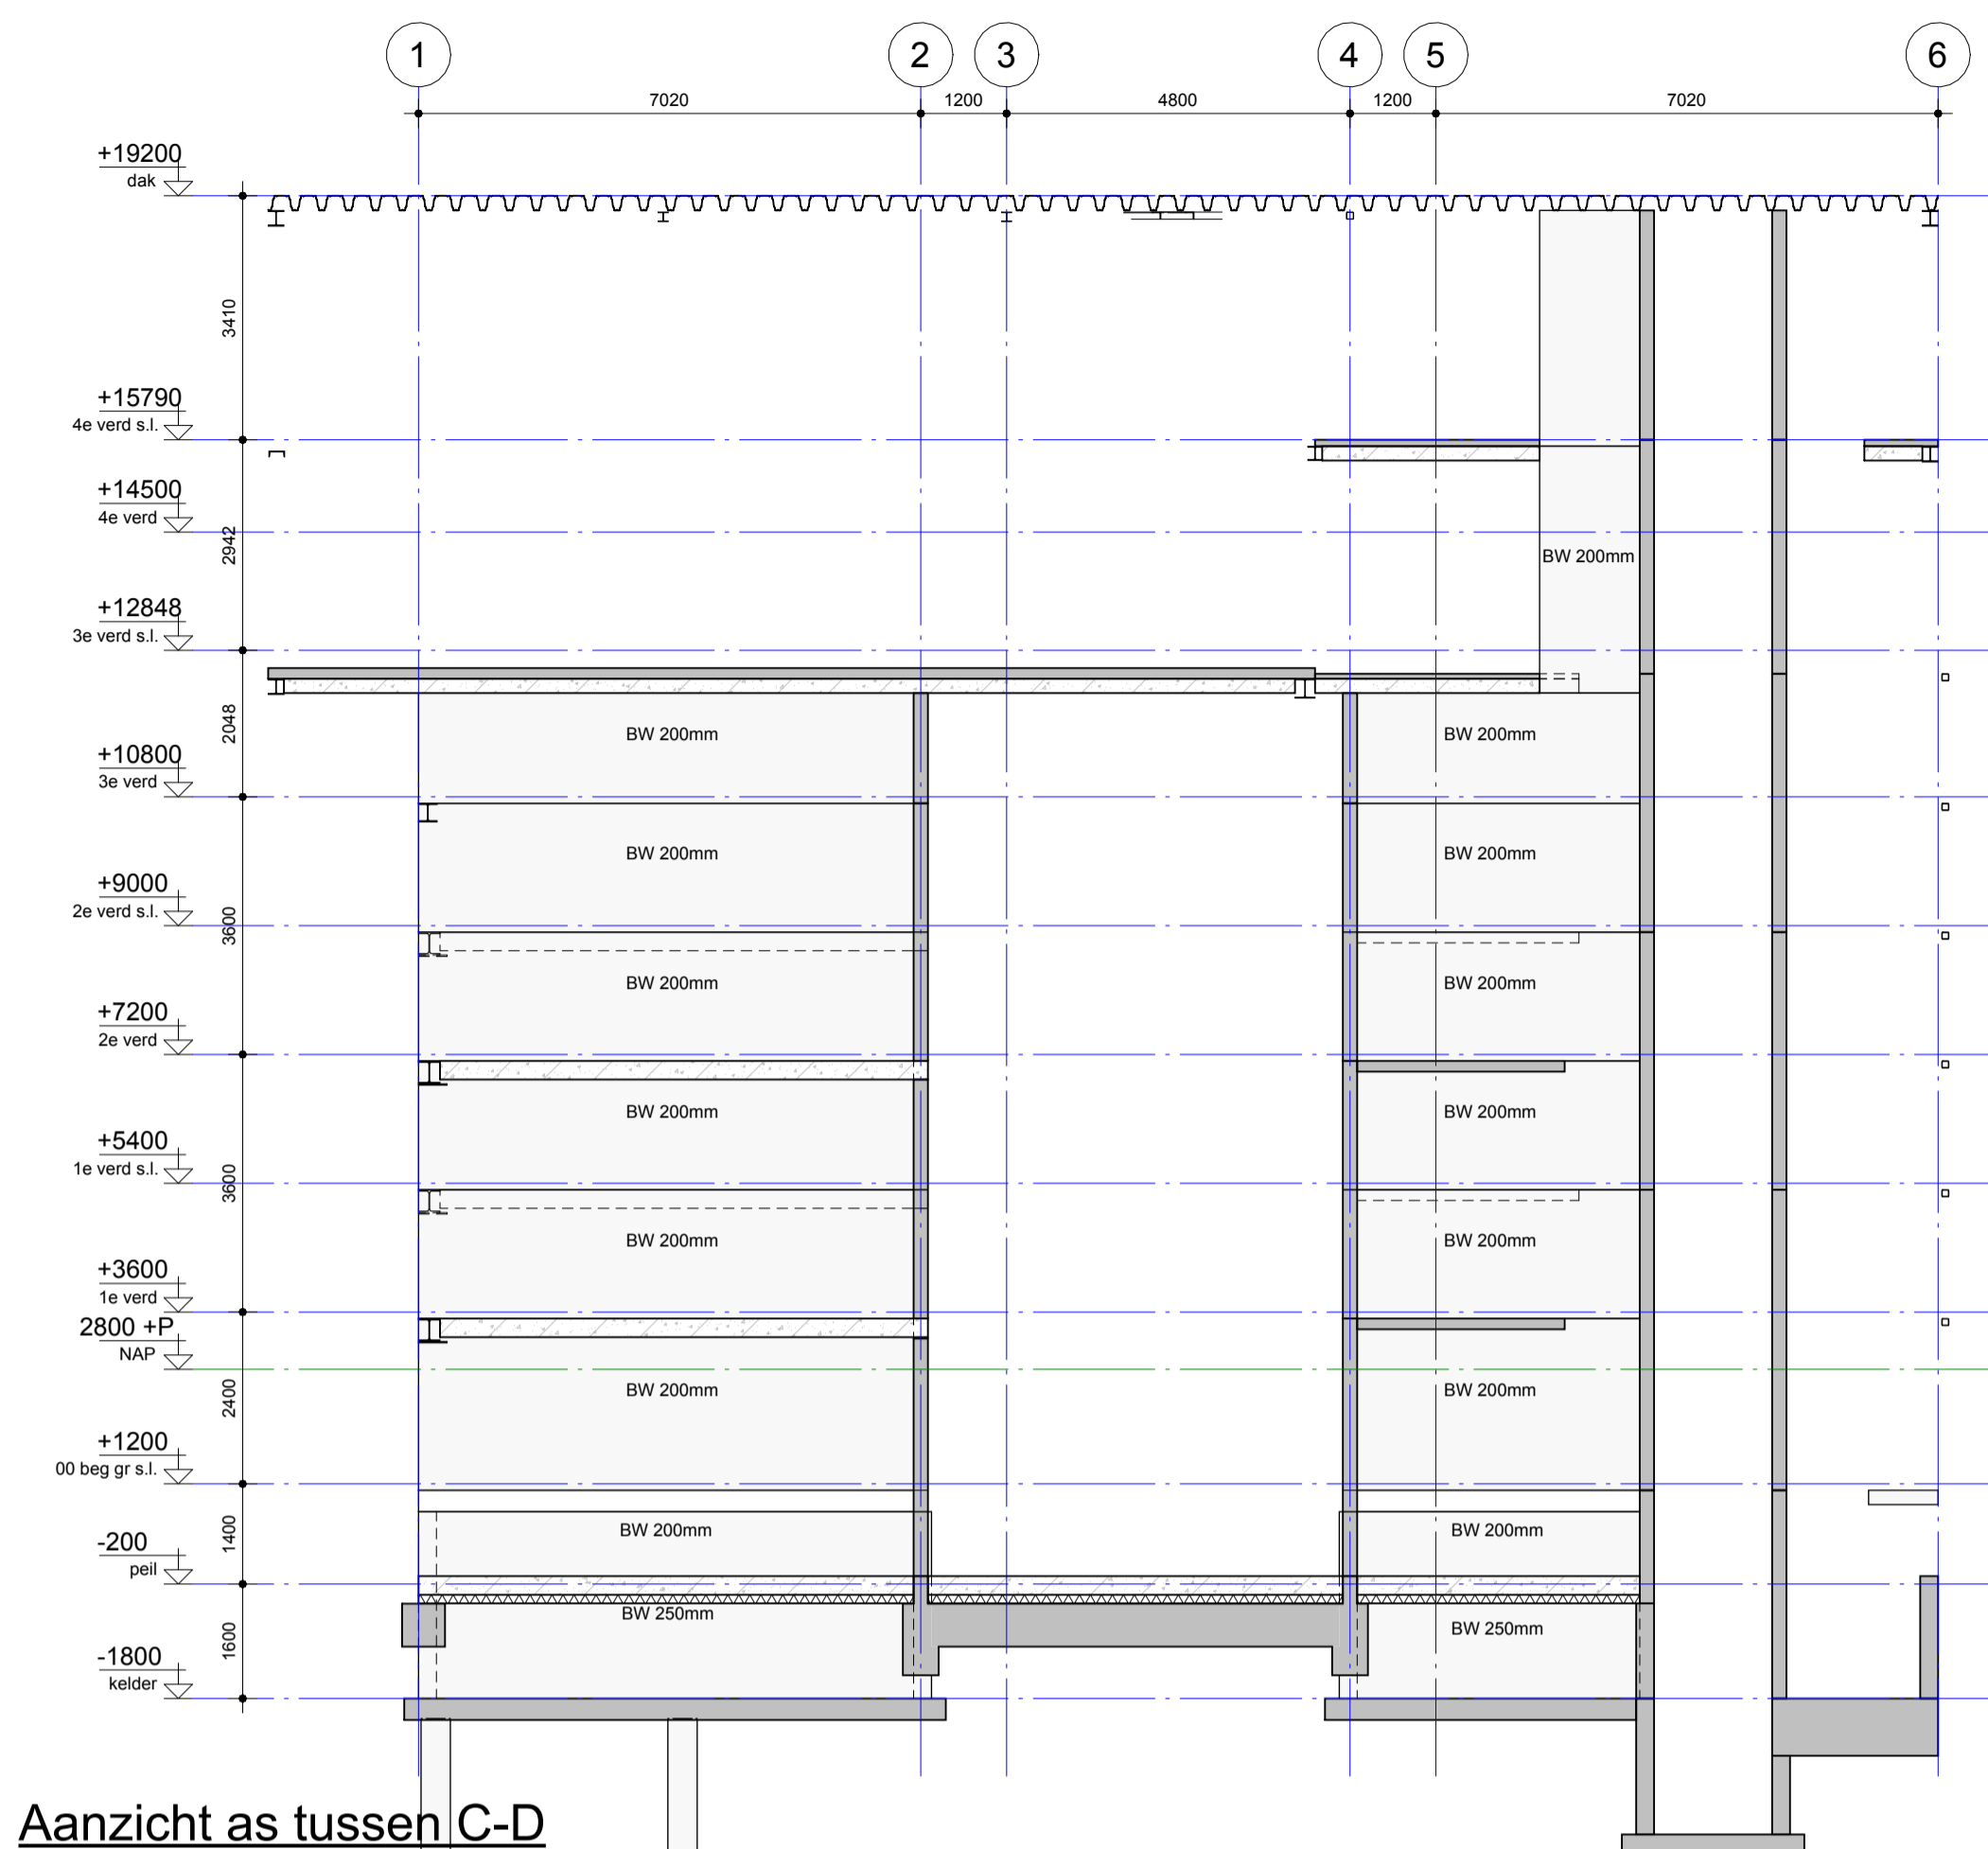 1 2 3 4 5 6
7020 1200 4800 1200 7020
+19200
dak
3410
+15790
4e verd s.l.
+14500
4e verd
2942
BW 200mm
+12848
3e verd s.l.
2048
BW 200mm BW 200mm
+10800
3e verd
BW 200mm BW 200mm
+9000
2e verd s.l.
3600
BW 200mm BW 200mm
+7200
2e verd
BW 200mm BW 200mm
+5400
1e verd s.l.
3600
BW 200mm BW 200mm
+3600
1e verd
2800 +P
NAP
BW 200mm BW 200mm
2400
+1200
00 beg gr s.l.
BW 200mm BW 200mm
1400
-200
peil
BW 250mm BW 250mm
1600
-1800
kelder
Aanzicht as tussen C-D